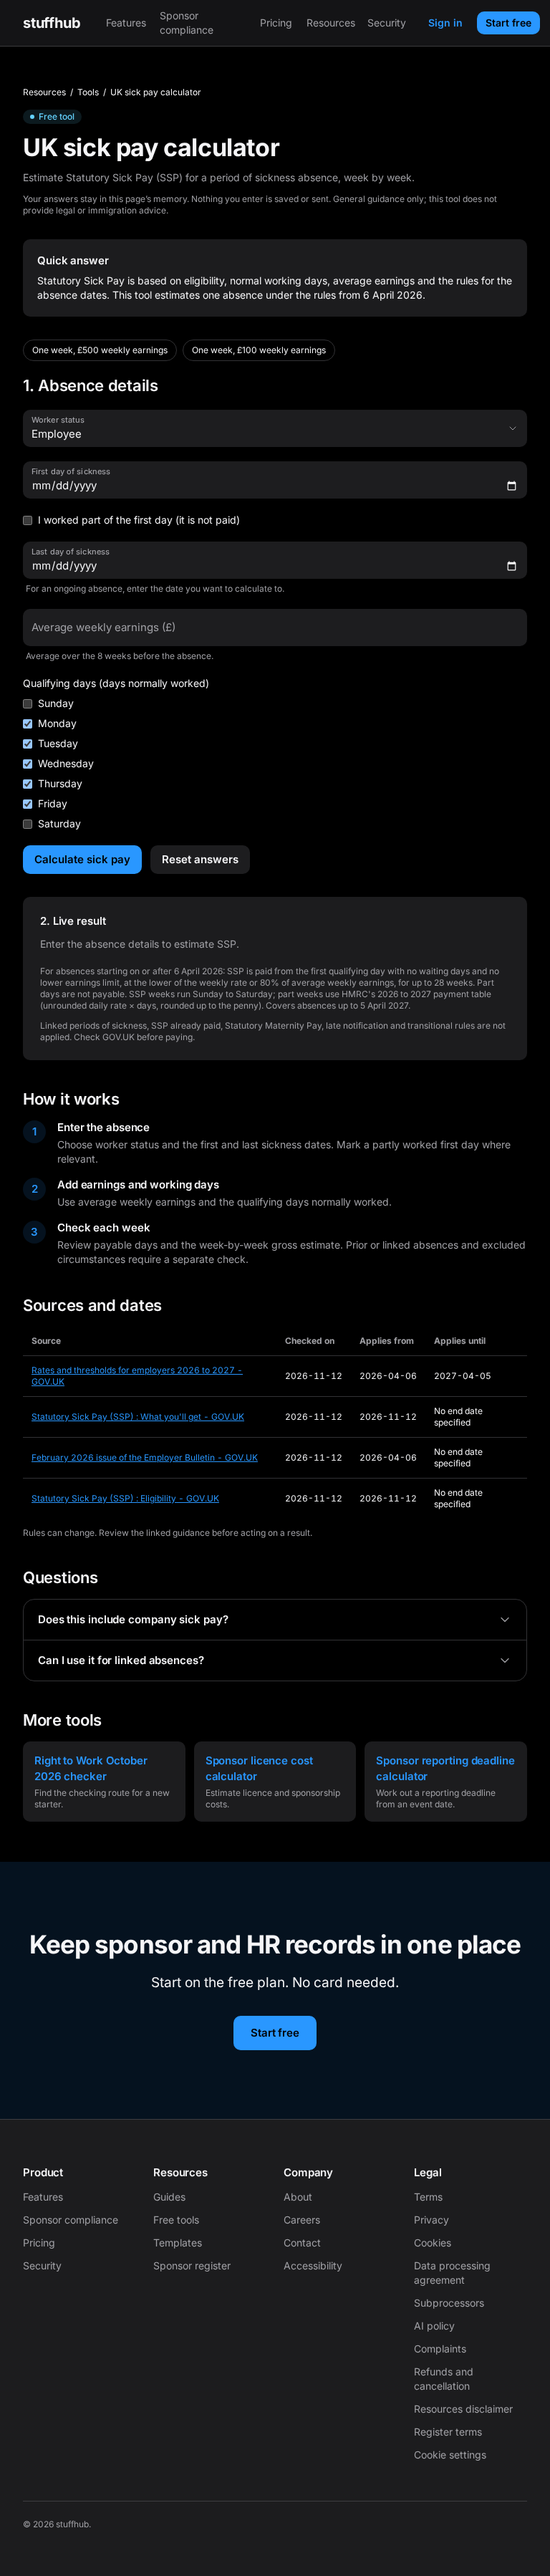 stuffhub
Features
Sponsor
compliance
Pricing
Resources
Security
Sign in
Start free
Resources / Tools / UK sick pay calculator
Free tool
UK sick pay calculator
Estimate Statutory Sick Pay (SSP) for a period of sickness absence, week by week.
Your answers stay in this page's memory. Nothing you enter is saved or sent. General guidance only; this tool does not
provide legal or immigration advice.
Quick answer
Statutory Sick Pay is based on eligibility, normal working days, average earnings and the rules for the
absence dates. This tool estimates one absence under the rules from 6 April 2026.
One week, £500 weekly earnings
One week, £100 weekly earnings
1. Absence details
Worker status
Employee
First day of sickness
mm/dd/yyyy
I worked part of the first day (it is not paid)
Last day of sickness
mm/dd/yyyy
For an ongoing absence, enter the date you want to calculate to.
Average weekly earnings (£)
Average over the 8 weeks before the absence.
Qualifying days (days normally worked)
Sunday
Monday
Tuesday
Wednesday
Thursday
Friday
Saturday
Calculate sick pay
Reset answers
2. Live result
Enter the absence details to estimate SSP.
For absences starting on or after 6 April 2026: SSP is paid from the first qualifying day with no waiting days and no
lower earnings limit, at the lower of the weekly rate or 80% of average weekly earnings, for up to 28 weeks. Part
days are not payable. SSP weeks run Sunday to Saturday; part weeks use HMRC's 2026 to 2027 payment table
(unrounded daily rate × days, rounded up to the penny). Covers absences up to 5 April 2027.
Linked periods of sickness, SSP already paid, Statutory Maternity Pay, late notification and transitional rules are not
applied. Check GOV.UK before paying.
How it works
1
Enter the absence
Choose worker status and the first and last sickness dates. Mark a partly worked first day where
relevant.
2
Add earnings and working days
Use average weekly earnings and the qualifying days normally worked.
3
Check each week
Review payable days and the week-by-week gross estimate. Prior or linked absences and excluded
circumstances require a separate check.
Sources and dates
Source Checked on Applies from Applies until
Rates and thresholds for employers 2026 to 2027 -
GOV.UK
2026-11-12 2026-04-06 2027-04-05
Statutory Sick Pay (SSP) : What you'll get - GOV.UK 2026-11-12 2026-11-12 No end date
specified
February 2026 issue of the Employer Bulletin - GOV.UK 2026-11-12 2026-04-06 No end date
specified
Statutory Sick Pay (SSP) : Eligibility - GOV.UK 2026-11-12 2026-11-12 No end date
specified
Rules can change. Review the linked guidance before acting on a result.
Questions
Does this include company sick pay?
Can I use it for linked absences?
More tools
Right to Work October
2026 checker
Find the checking route for a new
starter.
Sponsor licence cost
calculator
Estimate licence and sponsorship
costs.
Sponsor reporting deadline
calculator
Work out a reporting deadline
from an event date.
Keep sponsor and HR records in one place
Start on the free plan. No card needed.
Start free
Product
Features
Sponsor compliance
Pricing
Security
Resources
Guides
Free tools
Templates
Sponsor register
Company
About
Careers
Contact
Accessibility
Legal
Terms
Privacy
Cookies
Data processing
agreement
Subprocessors
AI policy
Complaints
Refunds and
cancellation
Resources disclaimer
Register terms
Cookie settings
© 2026 stuffhub.